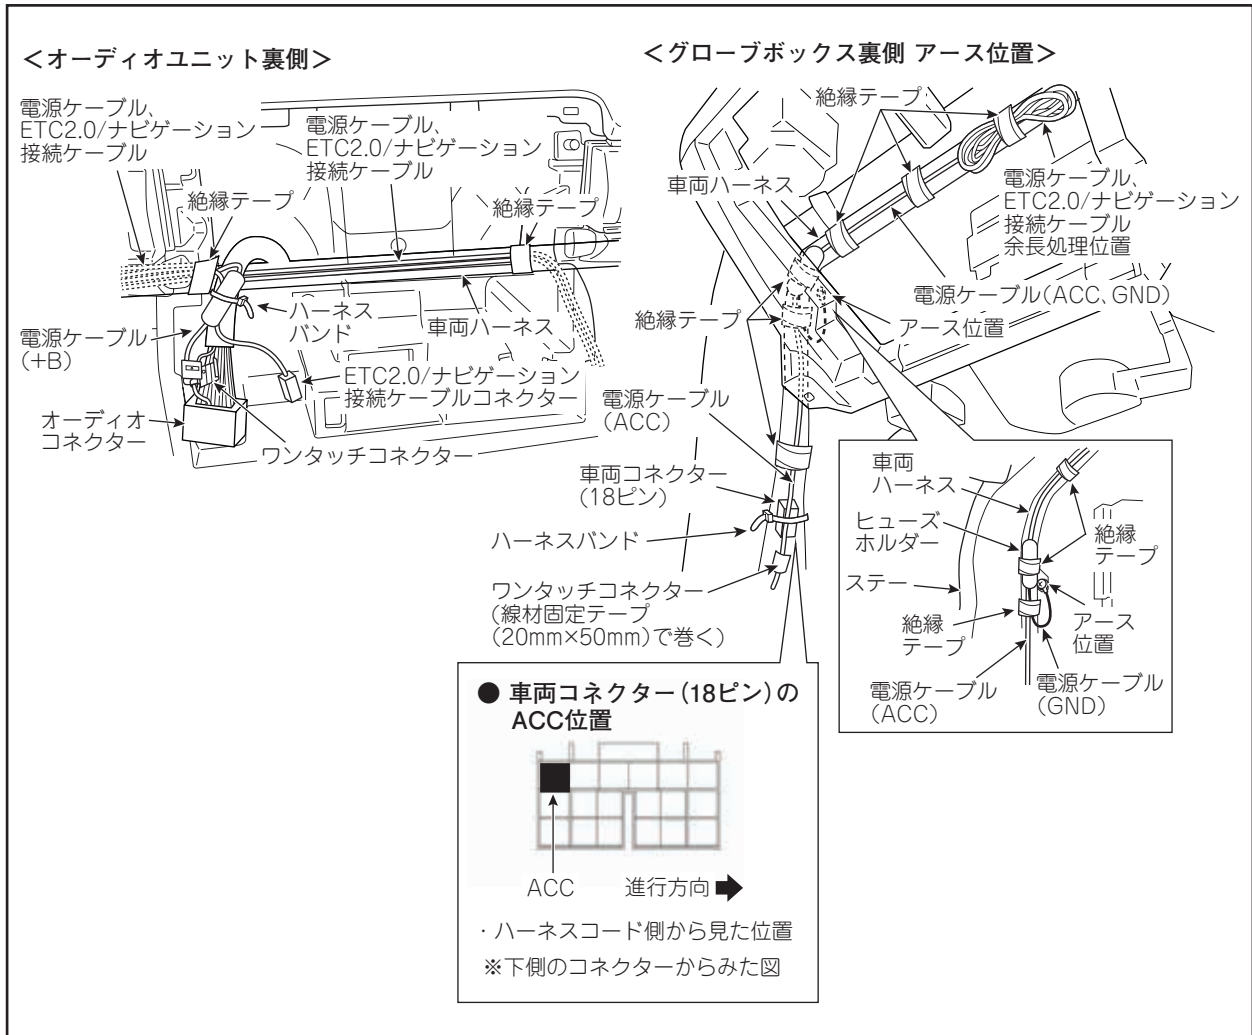 ＜オーディオユニット裏側＞
電源ケーブル、
ETC2.0/ナビゲーション
接続ケーブル
電源ケーブル、
ETC2.0/ナビゲーション
接続ケーブル
絶縁テープ
絶縁テープ
電源ケーブル
(+B)
ハーネス
バンド
車両ハーネス
ETC2.0/ナビゲーション
接続ケーブルコネクター
オーディオ
コネクター
ワンタッチコネクター
＜グローブボックス裏側 アース位置＞
絶縁テープ
車両ハーネス
電源ケーブル、
ETC2.0/ナビゲーション
接続ケーブル
余長処理位置
電源ケーブル(ACC、GND)
絶縁テープ
アース位置
電源ケーブル
(ACC)
車両コネクター
(18ピン)
ハーネスバンド
ワンタッチコネクター
(線材固定テープ
(20mm×50mm)で巻く)
車両
ハーネス
ヒューズ
ホルダー
絶縁
テープ
ステー
絶縁
テープ
アース
位置
電源ケーブル
(ACC)
電源ケーブル
(GND)
● 車両コネクター(18ピン)の
ACC位置
ACC
進行方向➡
・ハーネスコード側から見た位置
※下側のコネクターからみた図